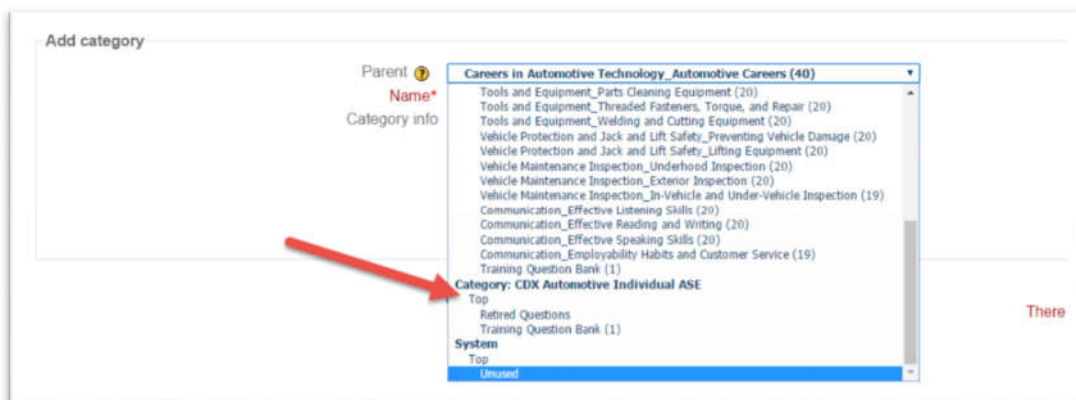 Add category
Parent ? Careers in Automotive Technology_Automotive Careers (40)
Name*
Category info
Tools and Equipment_Parts Cleaning Equipment (20)
Tools and Equipment_Threaded Fasteners, Torque, and Repair (20)
Tools and Equipment_Welding and Cutting Equipment (20)
Vehicle Protection and Jack and Lift Safety_Preventing Vehicle Damage (20)
Vehicle Protection and Jack and Lift Safety_Lifting Equipment (20)
Vehicle Maintenance Inspection_Underhood Inspection (20)
Vehicle Maintenance Inspection_Exterior Inspection (20)
Vehicle Maintenance Inspection_In-Vehicle and Under-Vehicle Inspection (19)
Communication_Effective Listening Skills (20)
Communication_Effective Reading and Writing (20)
Communication_Effective Speaking Skills (20)
Communication_Employability Habits and Customer Service (19)
Training Question Bank (1)
Category: CDX Automotive Individual ASE
Top
Retired Questions
Training Question Bank (1)
System
Top
Unused
There